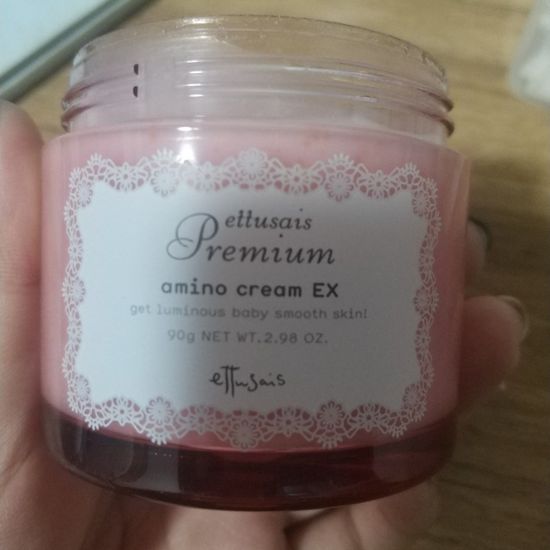 ettusais
Premium
amino cream EX
get luminous baby smooth skin!
90g NET WT. 2.98 OZ.
ettusais